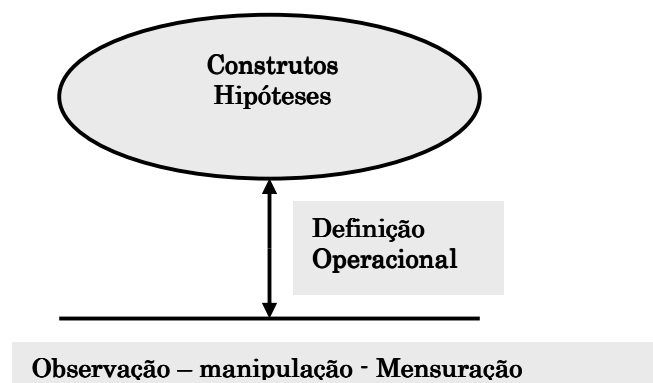 Construtos
Hipóteses
Definição
Operacional
Observação – manipulação - Mensuração